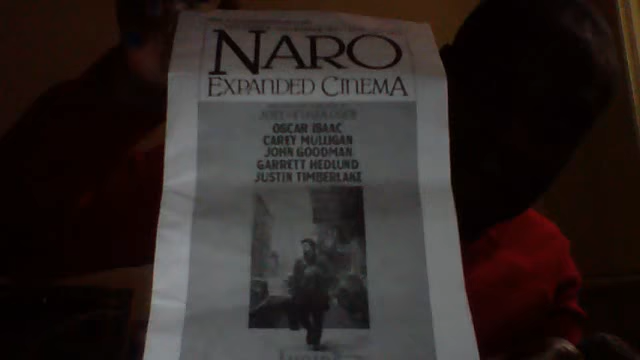 NARO
EXPANDED CINEMA
OSCAR ISAAC
CAREY MULLIGAN
JOHN GOODMAN
GARRETT HEDLUND
JUSTIN TIMBERLAKE